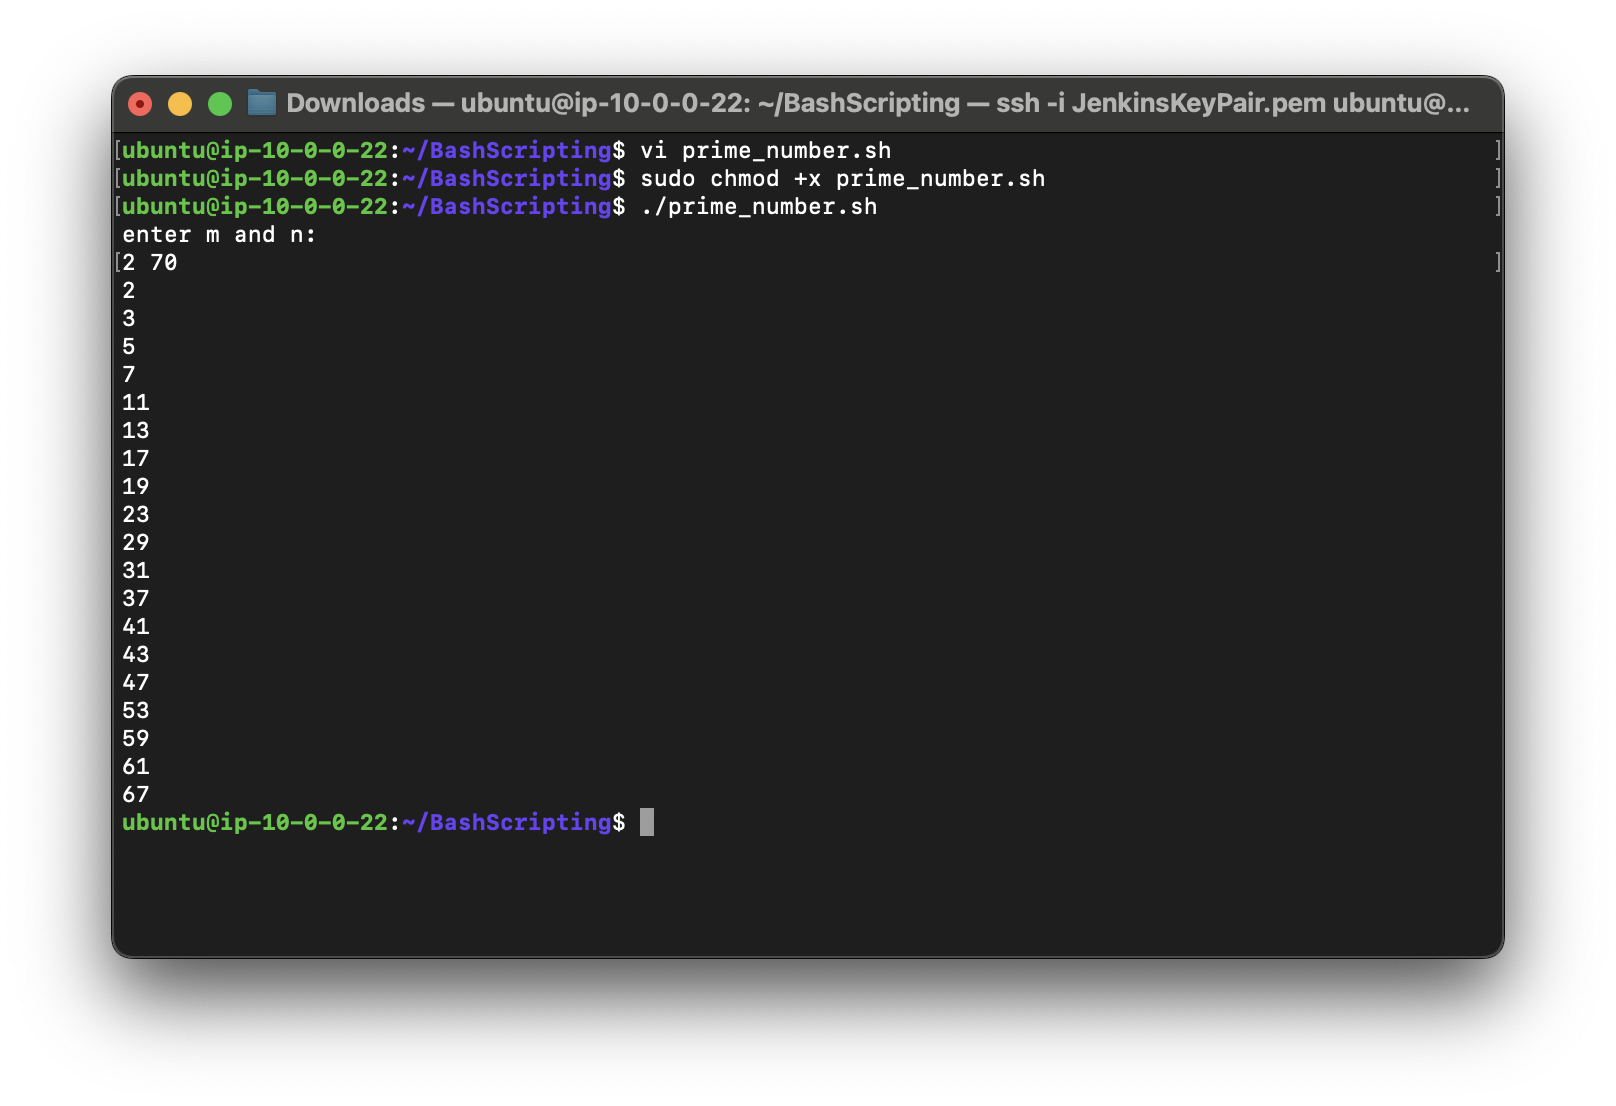 Downloads — ubuntu@ip-10-0-0-22: ~/BashScripting — ssh -i JenkinsKeyPair.pem ubuntu@...
[ubuntu@ip-10-0-0-22:~/BashScripting$ vi prime_number.sh ]
[ubuntu@ip-10-0-0-22:~/BashScripting$ sudo chmod +x prime_number.sh ]
[ubuntu@ip-10-0-0-22:~/BashScripting$ ./prime_number.sh ]
enter m and n:
[2 70 ]
2
3
5
7
11
13
17
19
23
29
31
37
41
43
47
53
59
61
67
ubuntu@ip-10-0-0-22:~/BashScripting$